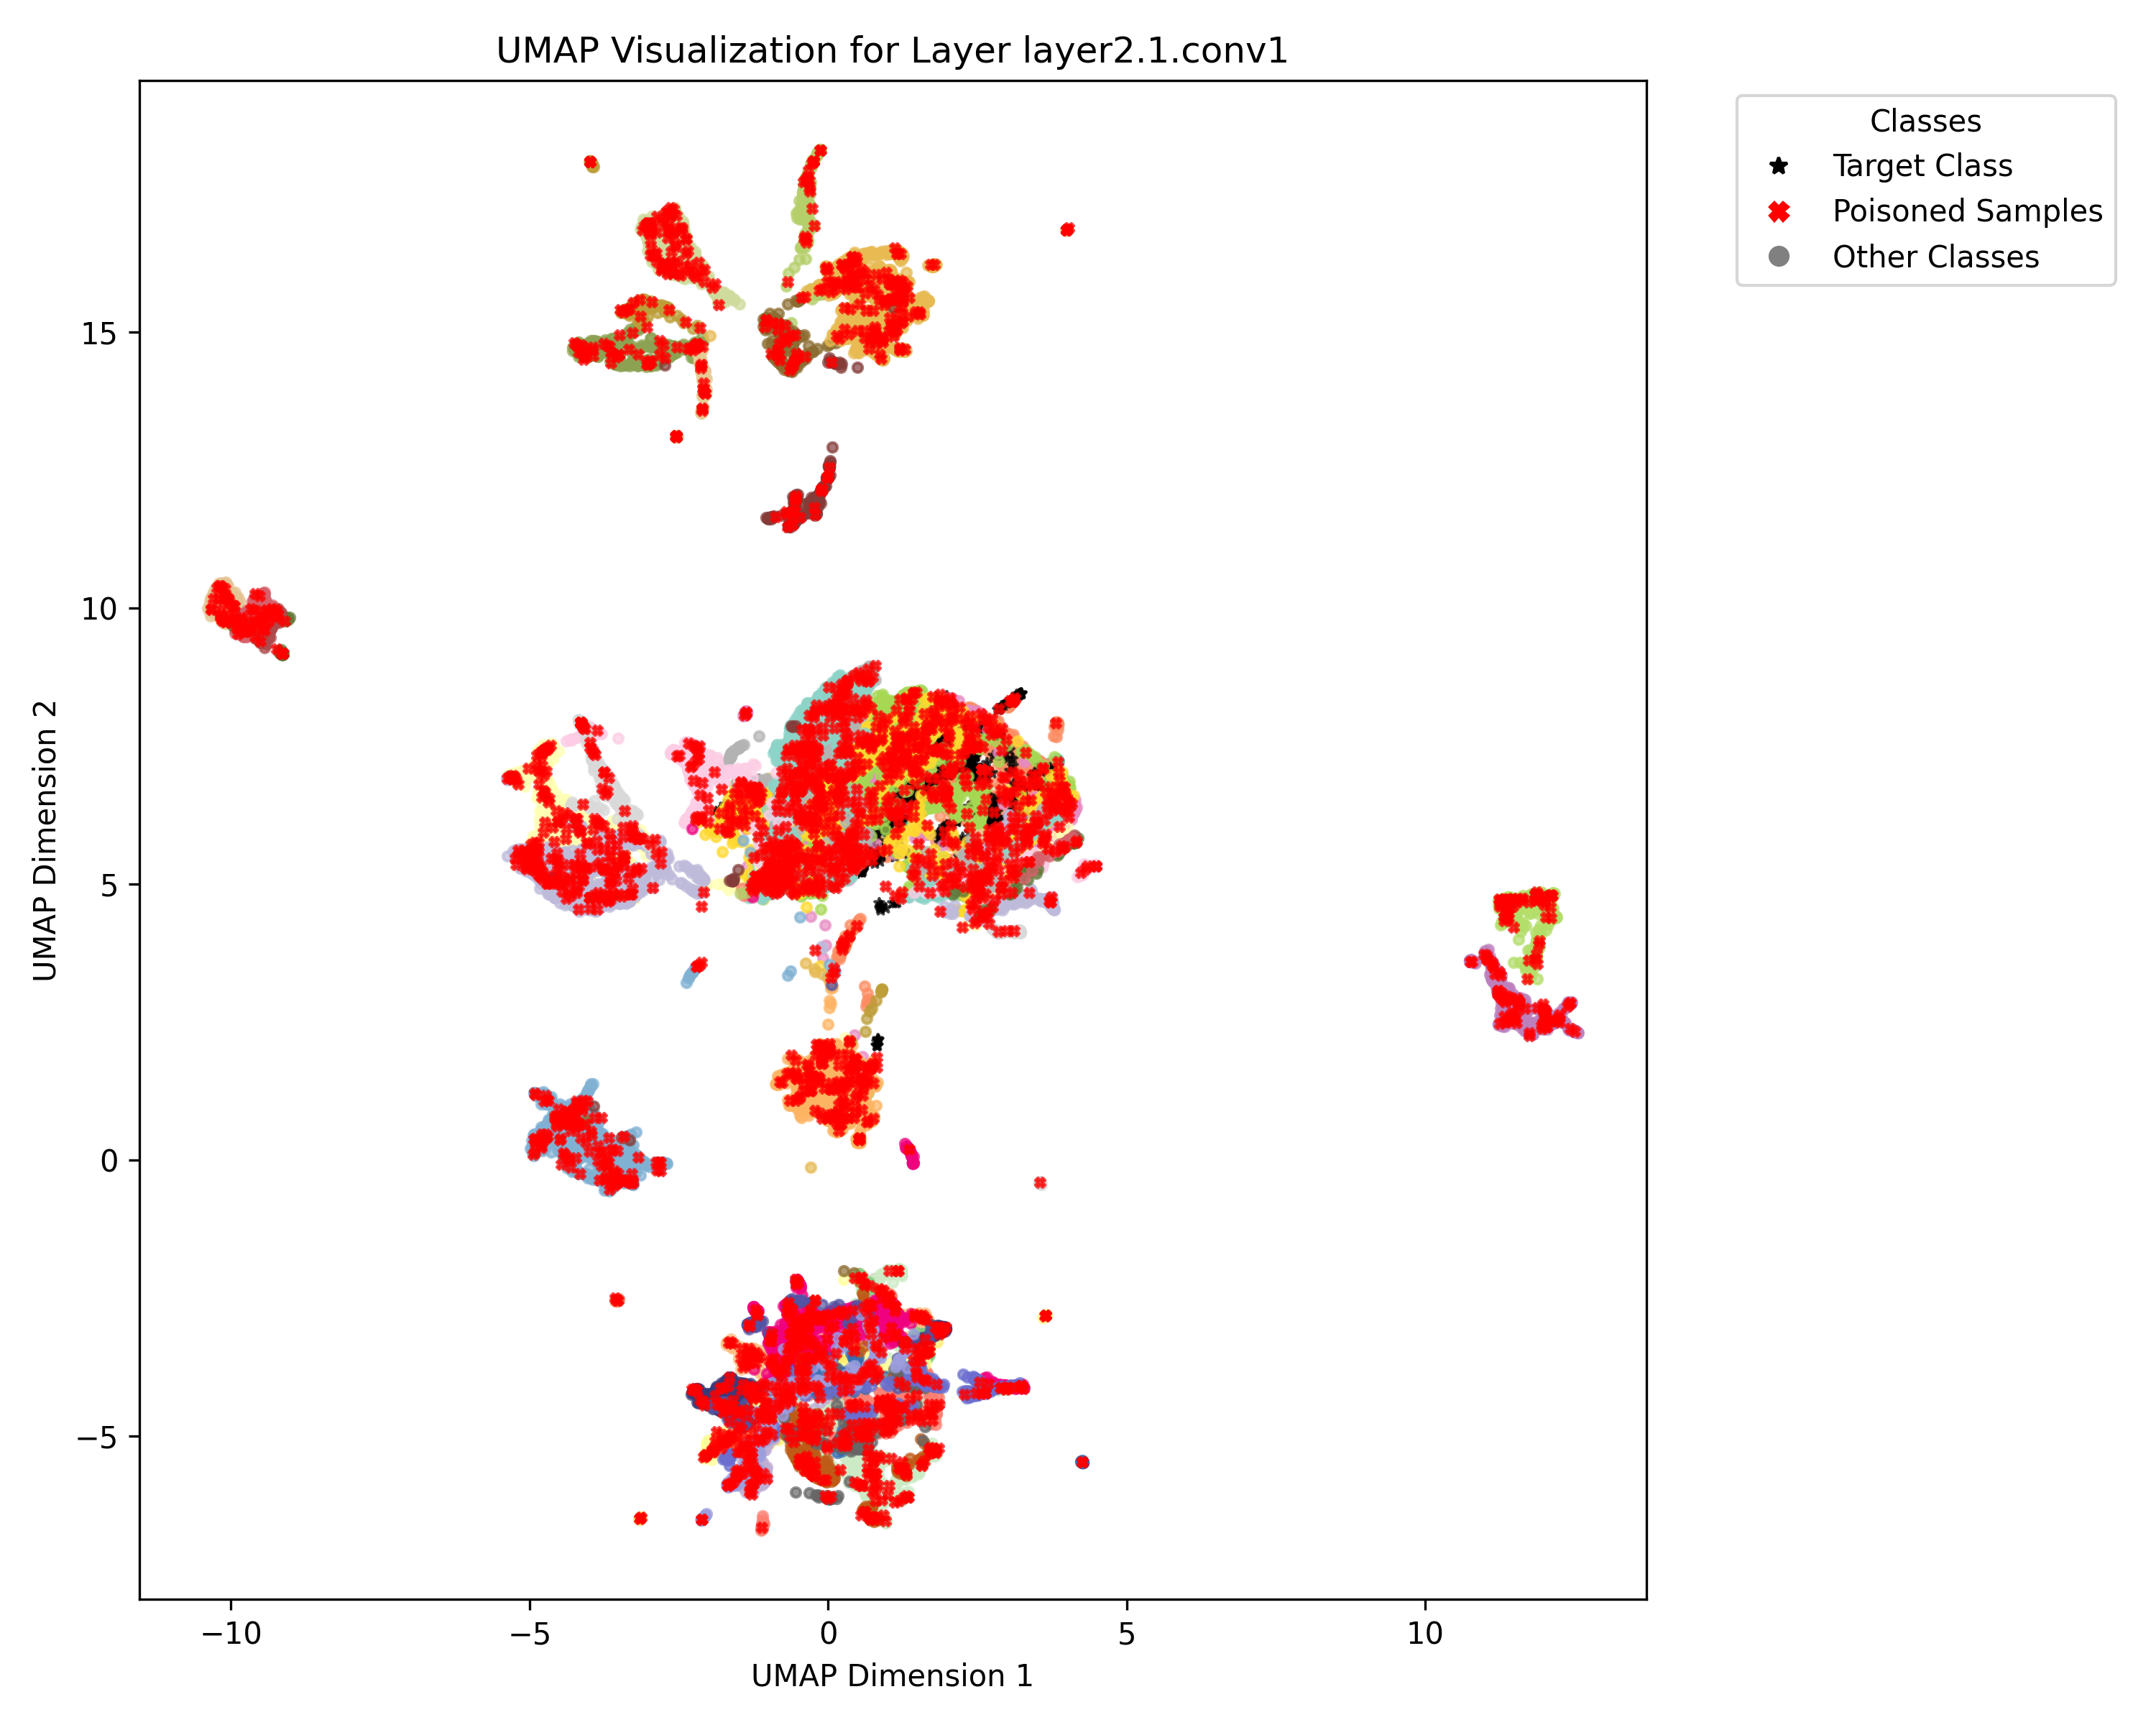 UMAP Visualization for Layer layer2.1.conv1
Classes
Target Class
Poisoned Samples
Other Classes
15
10
5
0
−5
UMAP Dimension 2
−10
−5
0
5
10
UMAP Dimension 1